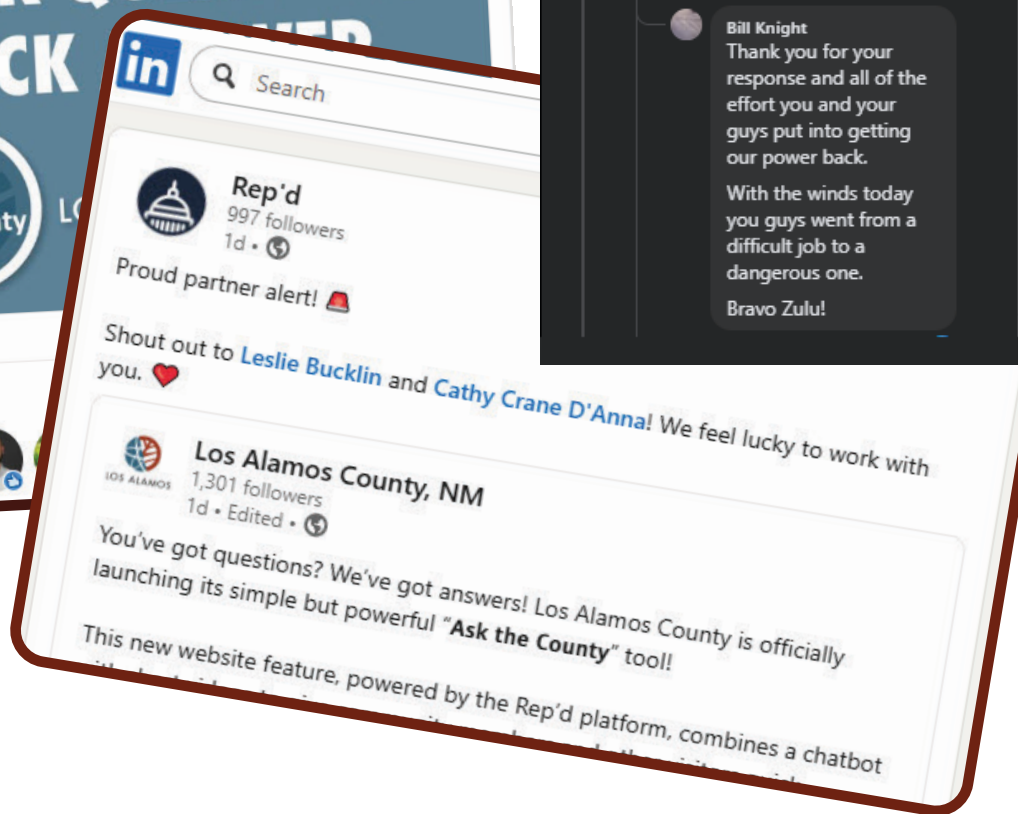 CK
LO
ty
in
Search
Rep'd
997 followers
1d •
Proud partner alert! 🚨
Shout out to Leslie Bucklin and Cathy Crane D'Anna! We feel lucky to work with
you. ❤️
LOS ALAMOS
Los Alamos County, NM
1,301 followers
1d • Edited •
You've got questions? We've got answers! Los Alamos County is officially
launching its simple but powerful "Ask the County" tool!
This new website feature, powered by the Rep'd platform, combines a chatbot
Bill Knight
Thank you for your
response and all of the
effort you and your
guys put into getting
our power back.
With the winds today
you guys went from a
difficult job to a
dangerous one.
Bravo Zulu!